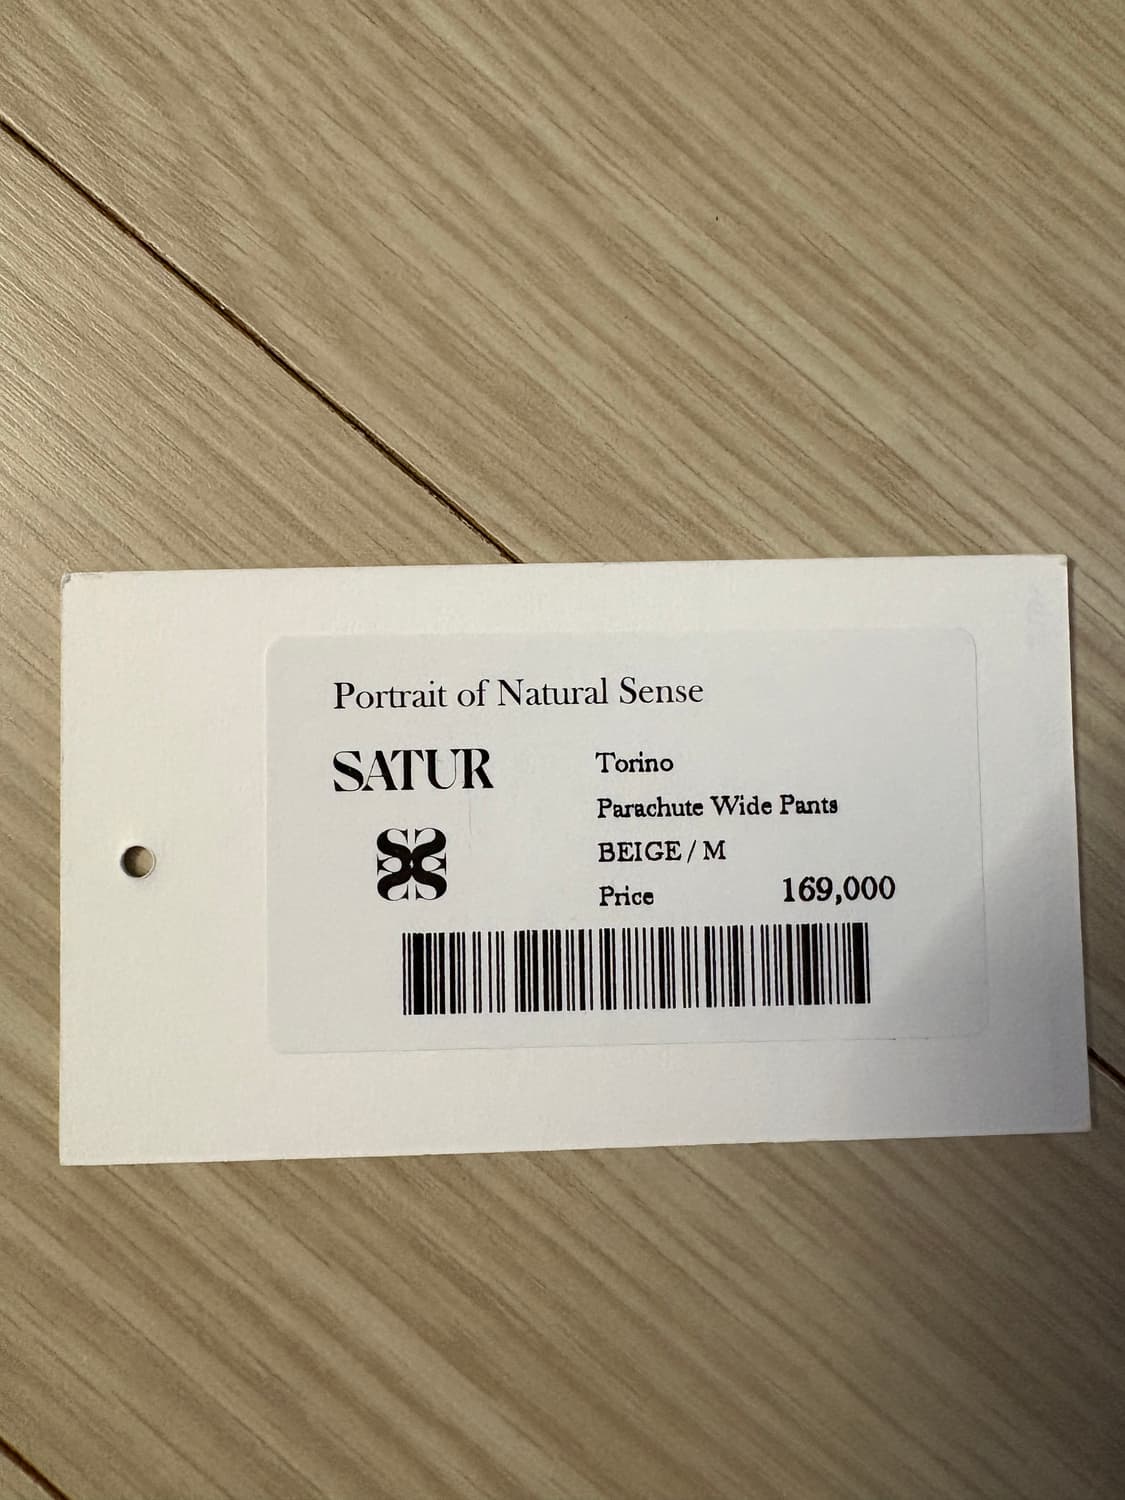 Portrait of Natural Sense
SATUR
Torino
Parachute Wide Pants
BEIGE / M
Price 169,000